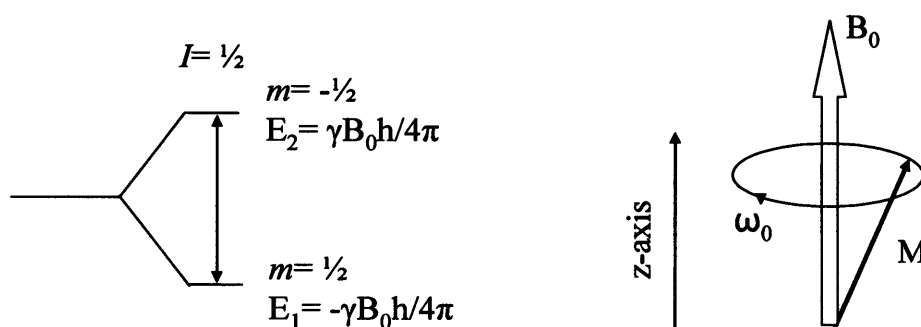 I= ½
m= -½
E₂= γB₀h/4π
m= ½
E₁= -γB₀h/4π
B₀
z-axis
ω₀
M